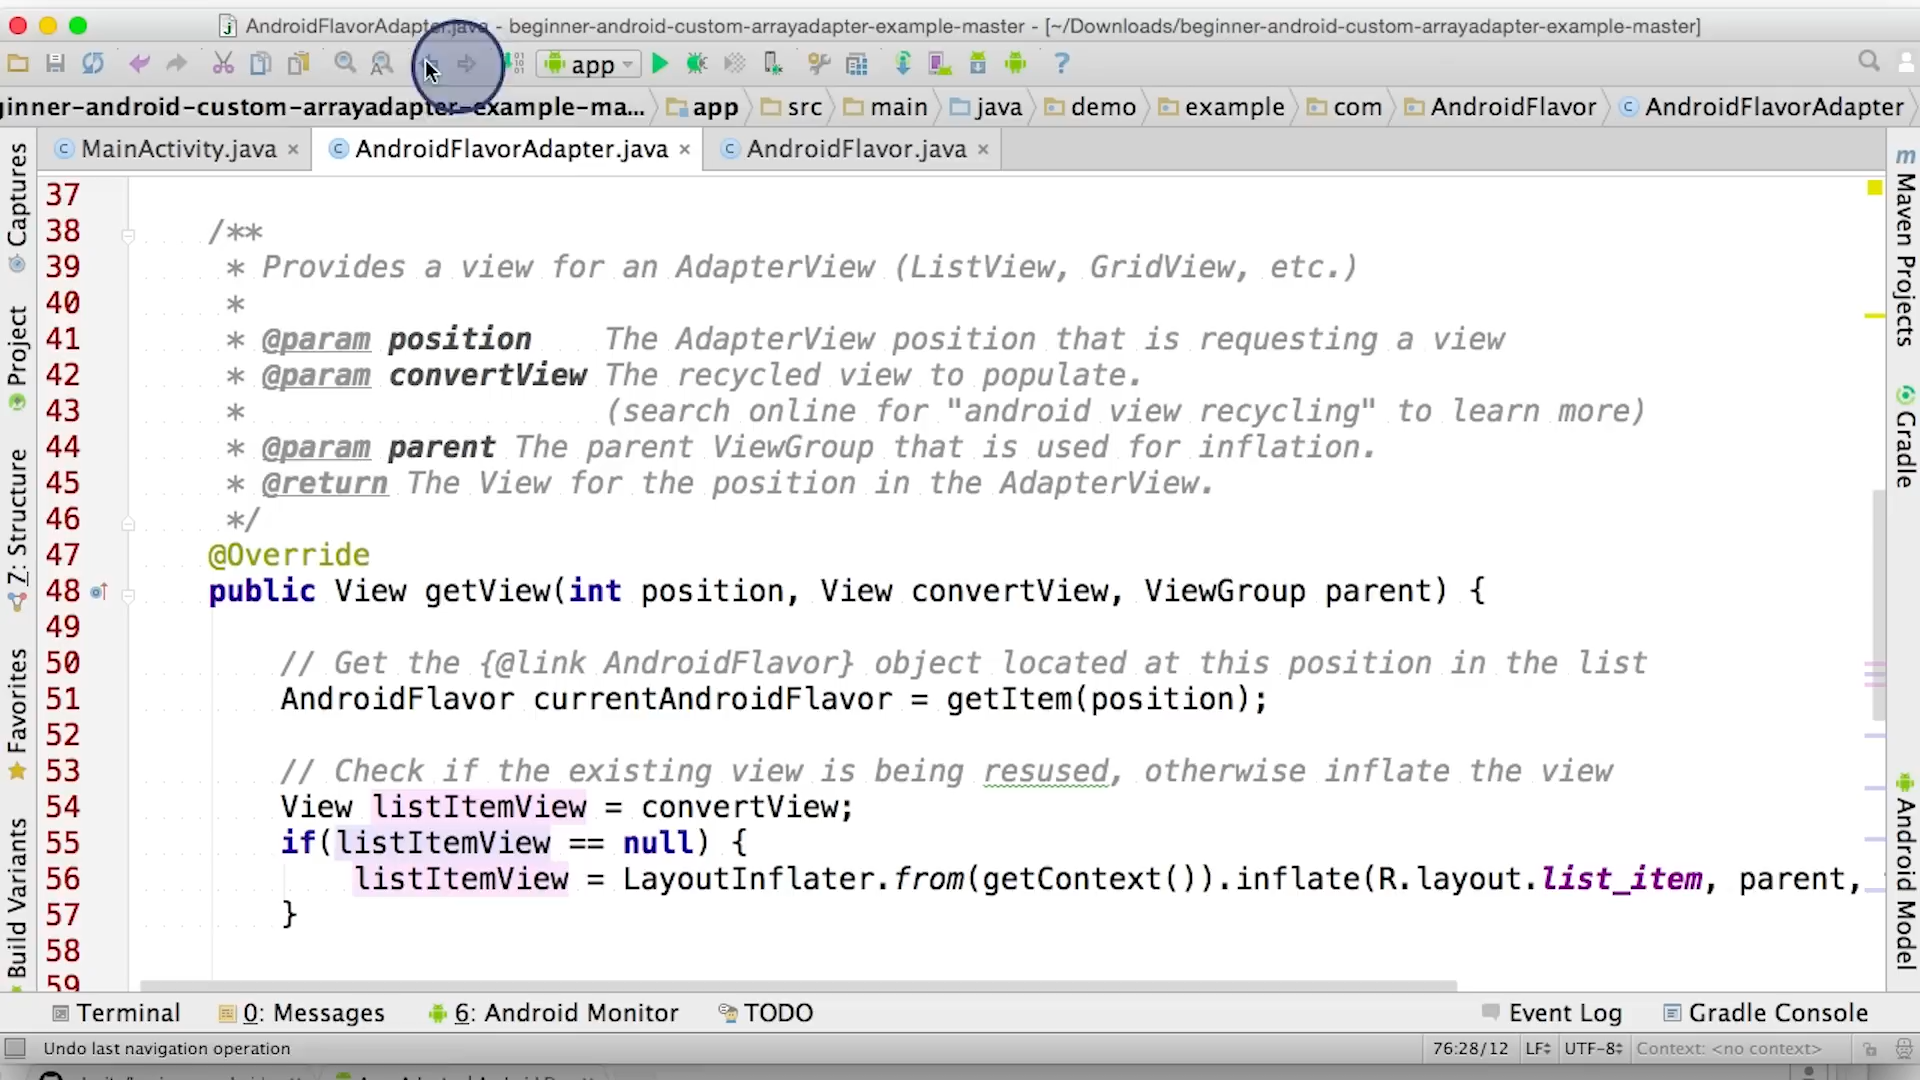 AndroidFlavorAdapter.java - beginner-android-custom-arrayadapter-example-master - [~/Downloads/beginner-android-custom-arrayadapter-example-master]
app
ginner-android-custom-arrayadapter-example-ma... app src main java demo example com AndroidFlavor AndroidFlavorAdapter
MainActivity.java AndroidFlavorAdapter.java AndroidFlavor.java
Captures
Project
7: Structure
Favorites
Build Variants
37
38 /**
39 * Provides a view for an AdapterView (ListView, GridView, etc.)
40 *
41 * @param position The AdapterView position that is requesting a view
42 * @param convertView The recycled view to populate.
43 * (search online for "android view recycling" to learn more)
44 * @param parent The parent ViewGroup that is used for inflation.
45 * @return The View for the position in the AdapterView.
46 */
47 @Override
48 public View getView(int position, View convertView, ViewGroup parent) {
49
50 // Get the {@link AndroidFlavor} object located at this position in the list
51 AndroidFlavor currentAndroidFlavor = getItem(position);
52
53 // Check if the existing view is being resused, otherwise inflate the view
54 View listItemView = convertView;
55 if(listItemView == null) {
56 listItemView = LayoutInflater.from(getContext()).inflate(R.layout.list_item, parent,
57 }
58
59
m Maven Projects
Gradle
Android Model
Terminal 0: Messages 6: Android Monitor TODO Event Log Gradle Console
Undo last navigation operation 76:28/12 LF UTF-8 Context: <no context>